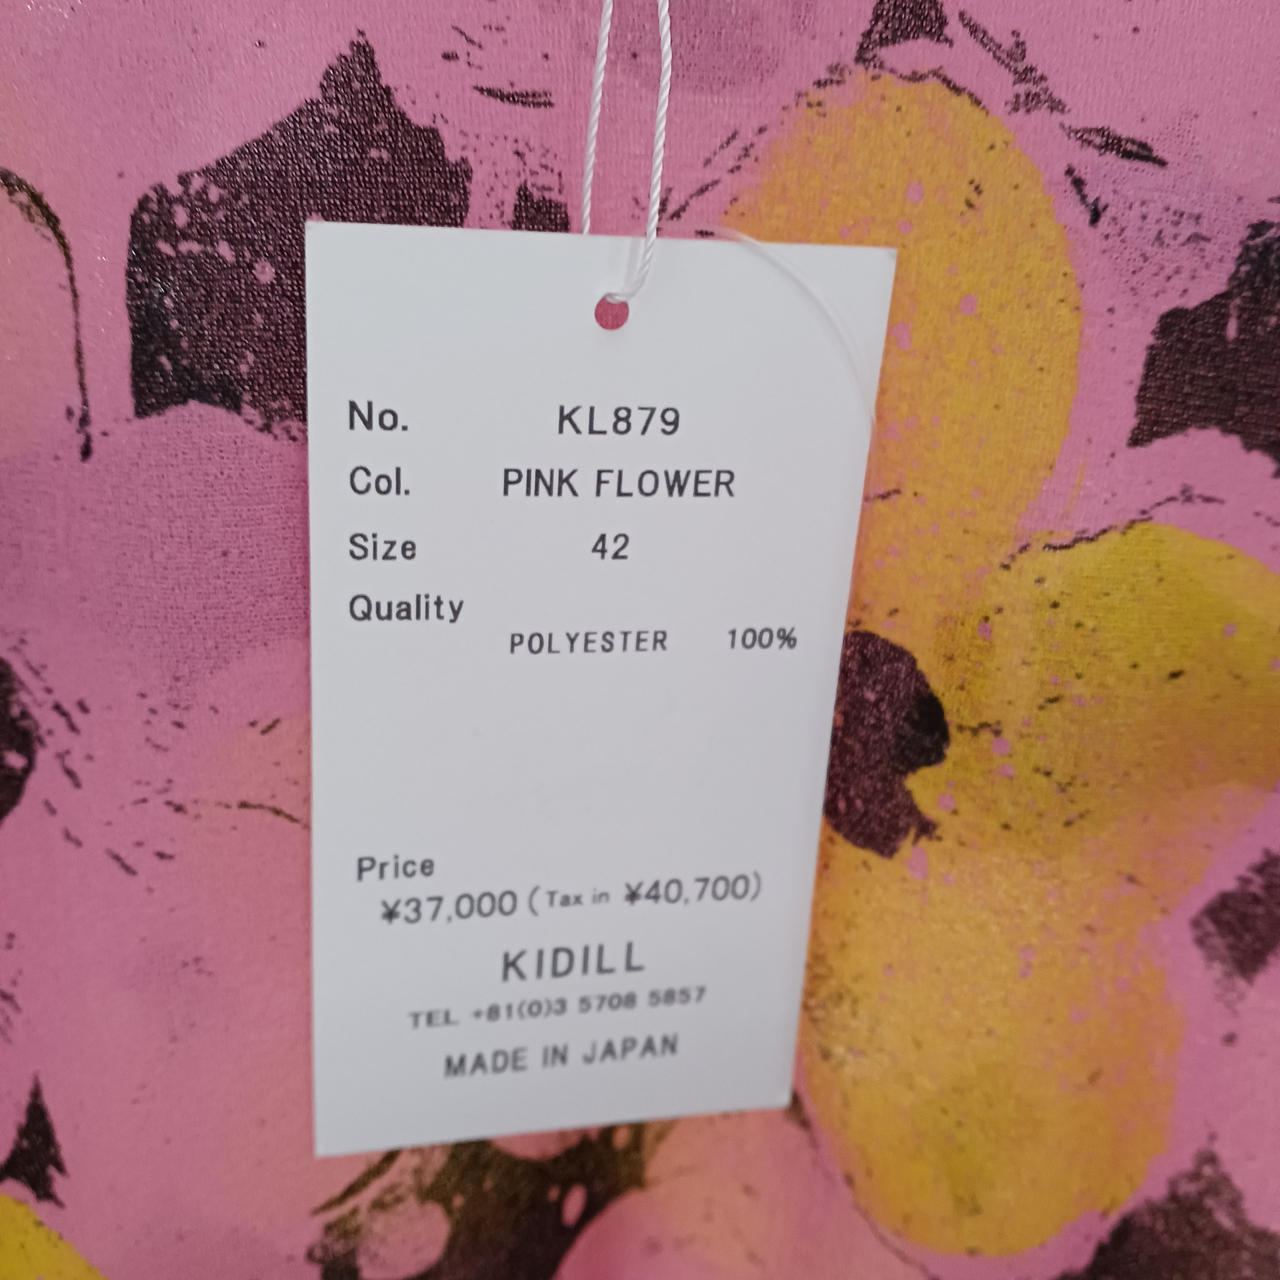 No. KL879
Col. PINK FLOWER
Size 42
Quality
POLYESTER 100%
Price
¥37,000 (Tax in ¥40,700)
KIDILL
TEL +81(0)3 5708 5857
MADE IN JAPAN